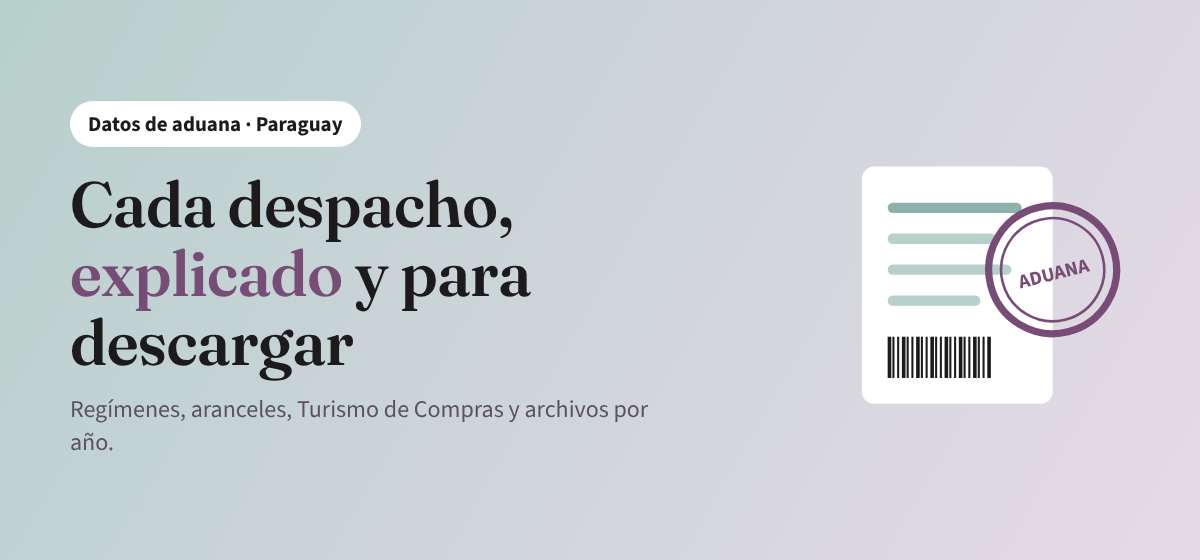 Datos de aduana · Paraguay
Cada despacho,
explicado y para
descargar
Regímenes, aranceles, Turismo de Compras y archivos por
año.
ADUANA